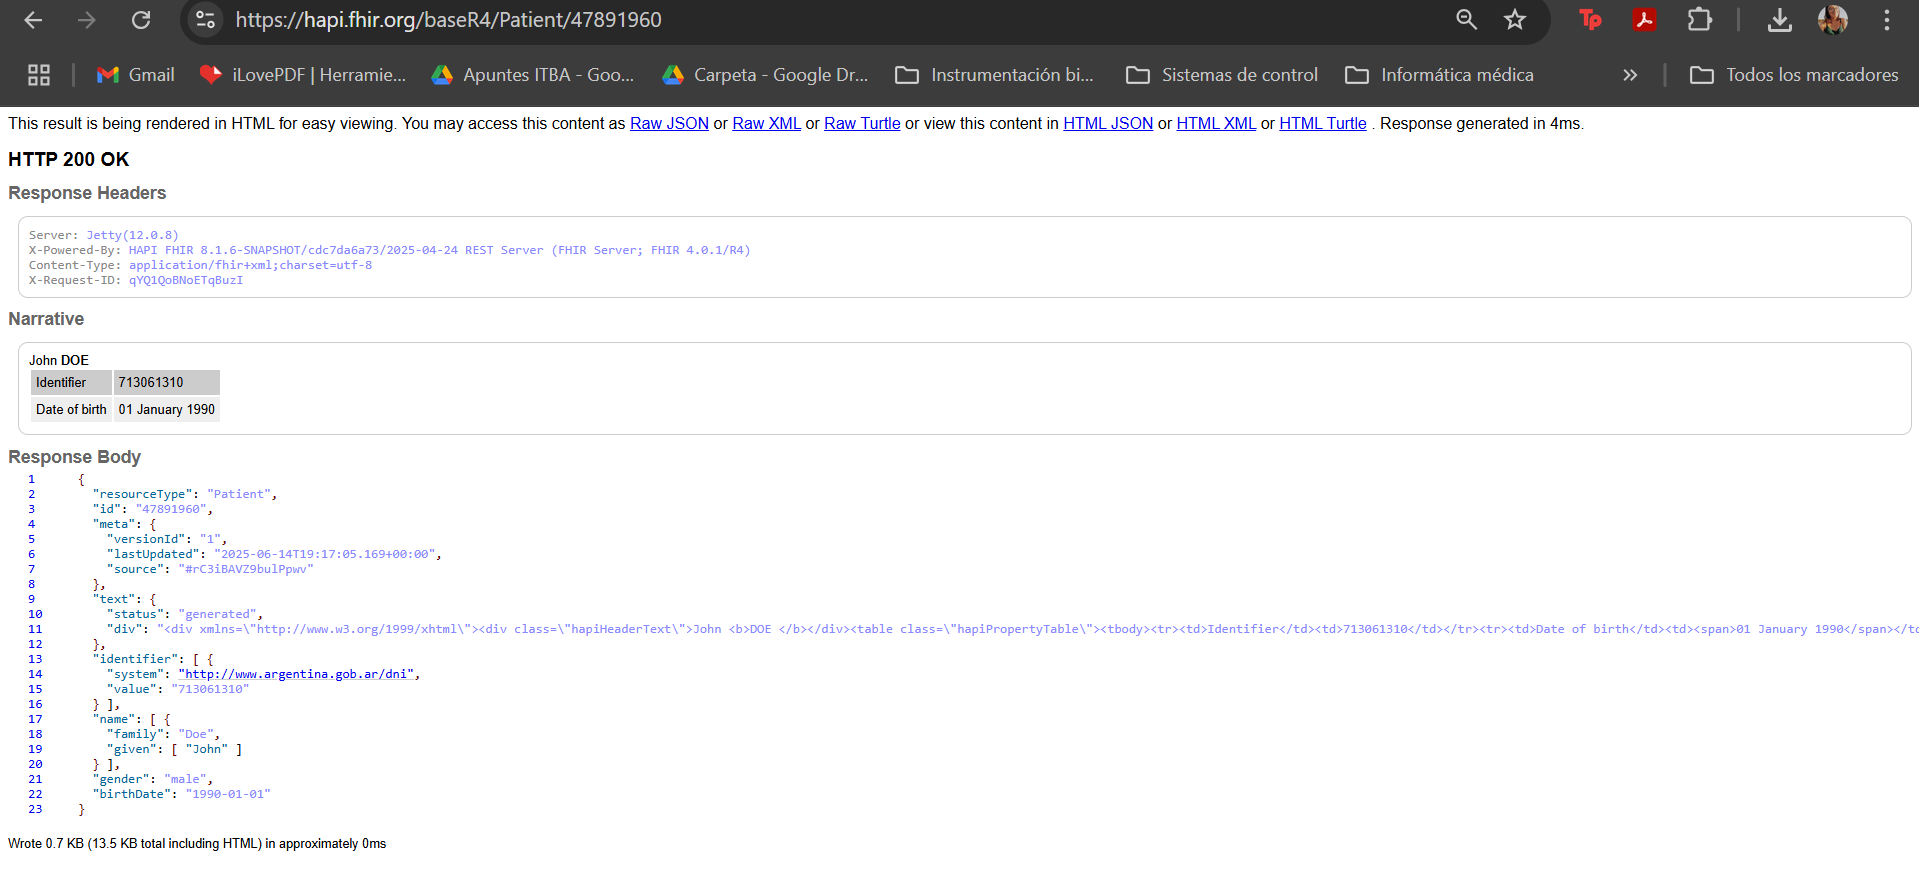 https://hapi.fhir.org/baseR4/Patient/47891960
Gmail iLovePDF | Herramie... Apuntes ITBA - Goo... Carpeta - Google Dr... Instrumentación bi... Sistemas de control Informática médica » Todos los marcadores
This result is being rendered in HTML for easy viewing. You may access this content as Raw JSON or Raw XML or Raw Turtle or view this content in HTML JSON or HTML XML or HTML Turtle . Response generated in 4ms.
HTTP 200 OK
Response Headers
Server: Jetty(12.0.8)
X-Powered-By: HAPI FHIR 8.1.6-SNAPSHOT/cdc7da6a73/2025-04-24 REST Server (FHIR Server; FHIR 4.0.1/R4)
Content-Type: application/fhir+xml;charset=utf-8
X-Request-ID: qYQ1QoBNoETqBuzI
Narrative
John DOE
Identifier 713061310
Date of birth 01 January 1990
Response Body
1 {
2 "resourceType": "Patient",
3 "id": "47891960",
4 "meta": {
5 "versionId": "1",
6 "lastUpdated": "2025-06-14T19:17:05.169+00:00",
7 "source": "#rC3iBAVZ9bulPpwv"
8 },
9 "text": {
10 "status": "generated",
11 "div": "<div xmlns=\"http://www.w3.org/1999/xhtml\"><div class=\"hapiHeaderText\">John <b>DOE </b></div><table class=\"hapiPropertyTable\"><tbody><tr><td>Identifier</td><td>713061310</td></tr><tr><td>Date of birth</td><td><span>01 January 1990</span></td
12 },
13 "identifier": [ {
14 "system": "http://www.argentina.gob.ar/dni",
15 "value": "713061310"
16 } ],
17 "name": [ {
18 "family": "Doe",
19 "given": [ "John" ]
20 } ],
21 "gender": "male",
22 "birthDate": "1990-01-01"
23 }
Wrote 0.7 KB (13.5 KB total including HTML) in approximately 0ms